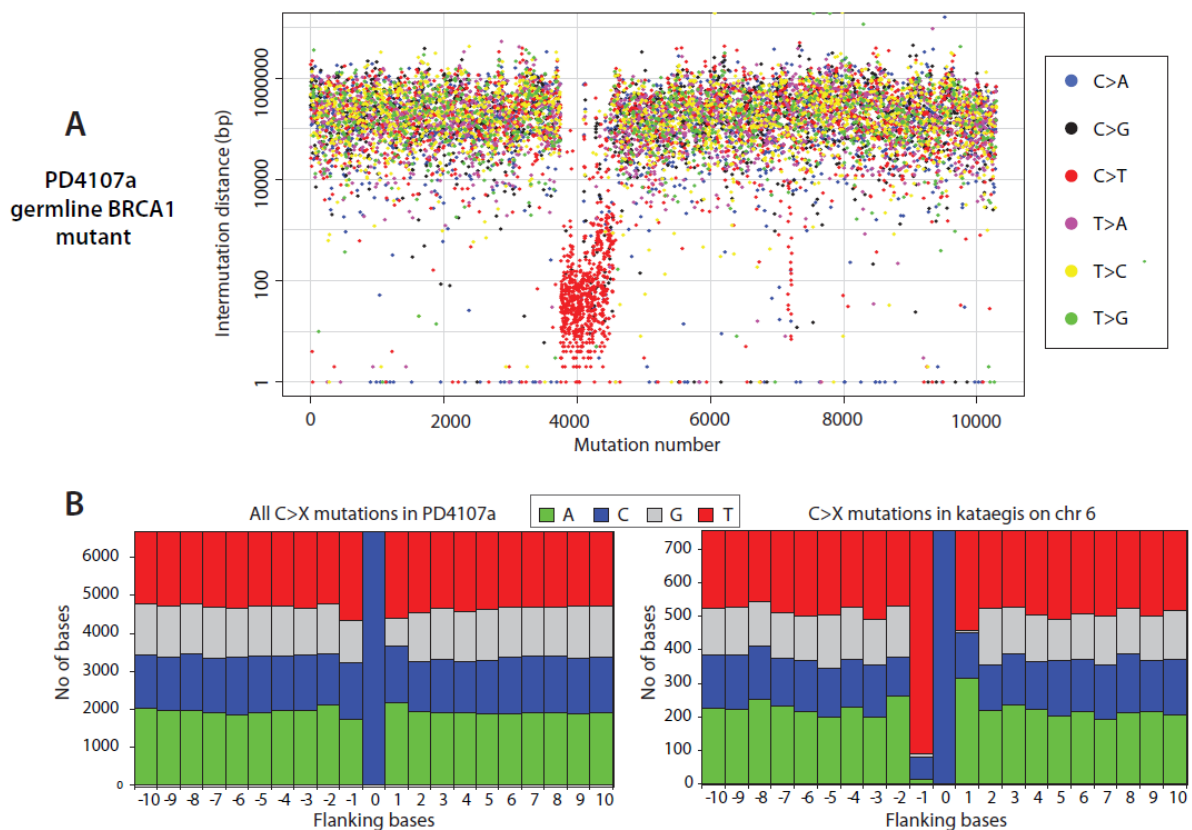 A
PD4107a
germline BRCA1
mutant
Intermutation distance (bp)
1000000
10000
100
1
0 2000 4000 6000 8000 10000
Mutation number
C>A
C>G
C>T
T>A
T>C
T>G
B
All C>X mutations in PD4107a
A C G T
C>X mutations in kataegis on chr 6
No of bases
6000
5000
4000
3000
2000
1000
0
-10 -9 -8 -7 -6 -5 -4 -3 -2 -1 0 1 2 3 4 5 6 7 8 9 10
Flanking bases
No of bases
700
600
500
400
300
200
100
0
-10 -9 -8 -7 -6 -5 -4 -3 -2 -1 0 1 2 3 4 5 6 7 8 9 10
Flanking bases